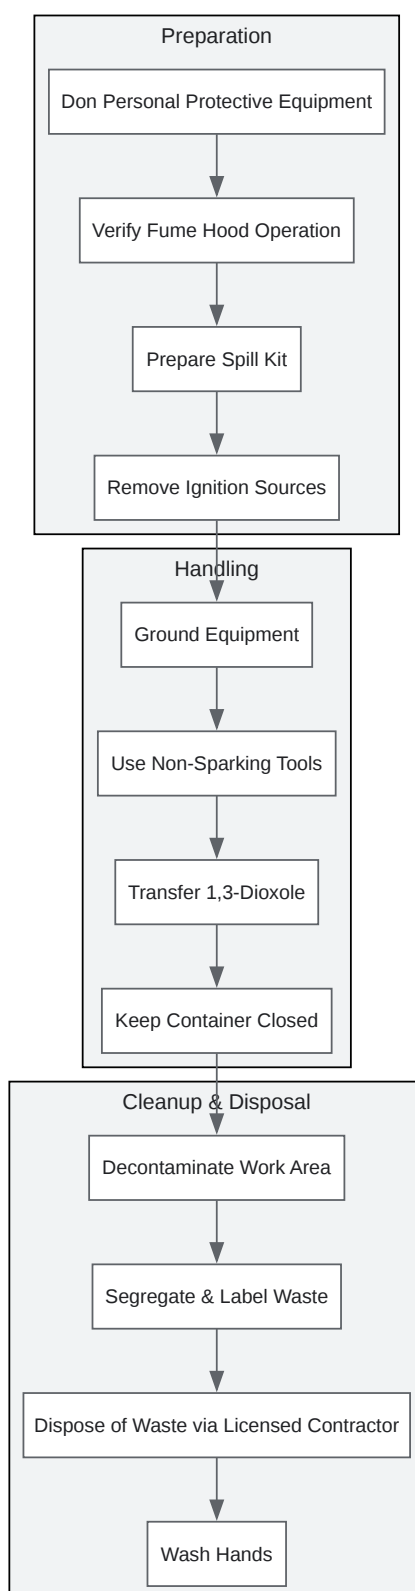 Preparation
Don Personal Protective Equipment
Verify Fume Hood Operation
Prepare Spill Kit
Remove Ignition Sources
Handling
Ground Equipment
Use Non-Sparking Tools
Transfer 1,3-Dioxole
Keep Container Closed
Cleanup & Disposal
Decontaminate Work Area
Segregate & Label Waste
Dispose of Waste via Licensed Contractor
Wash Hands